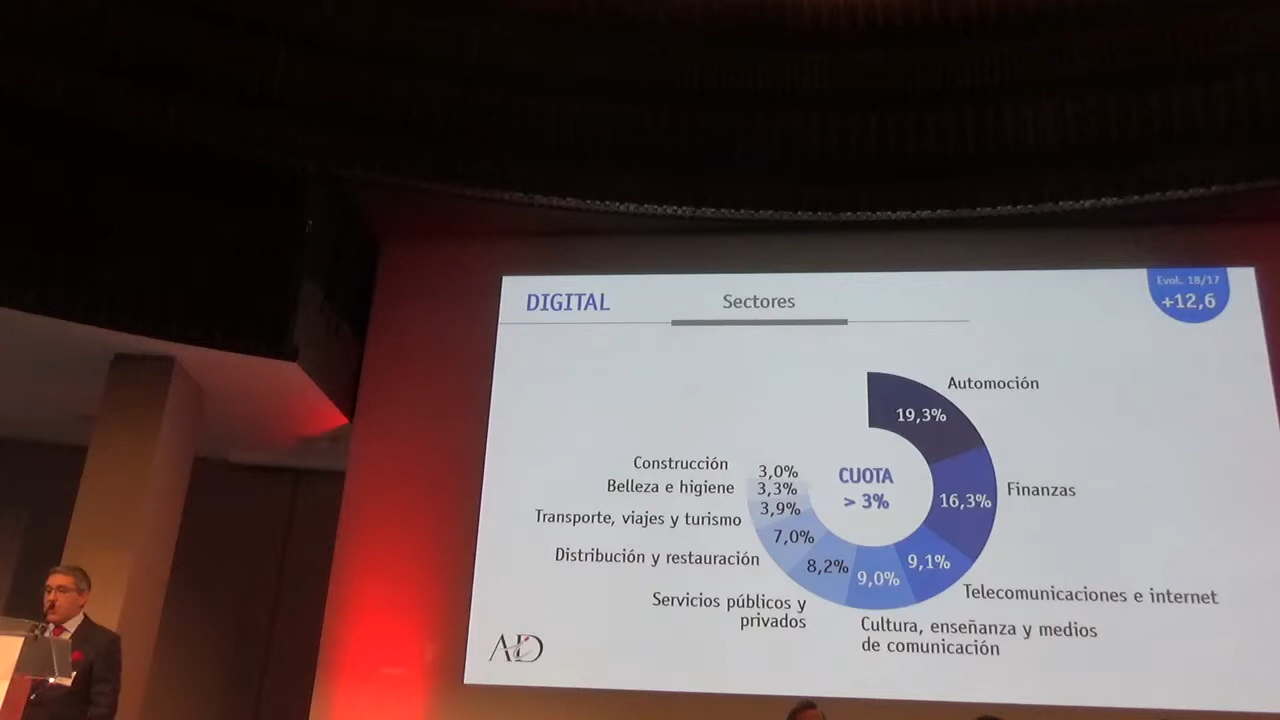 DIGITAL
Sectores
Evol. 18/17
+12,6
Automoción
19,3%
Finanzas
16,3%
Telecomunicaciones e internet
9,1%
Cultura, enseñanza y medios
de comunicación
9,0%
Servicios públicos y
privados
8,2%
Distribución y restauración
7,0%
Transporte, viajes y turismo
3,9%
Belleza e higiene
3,3%
Construcción
3,0%
CUOTA
> 3%